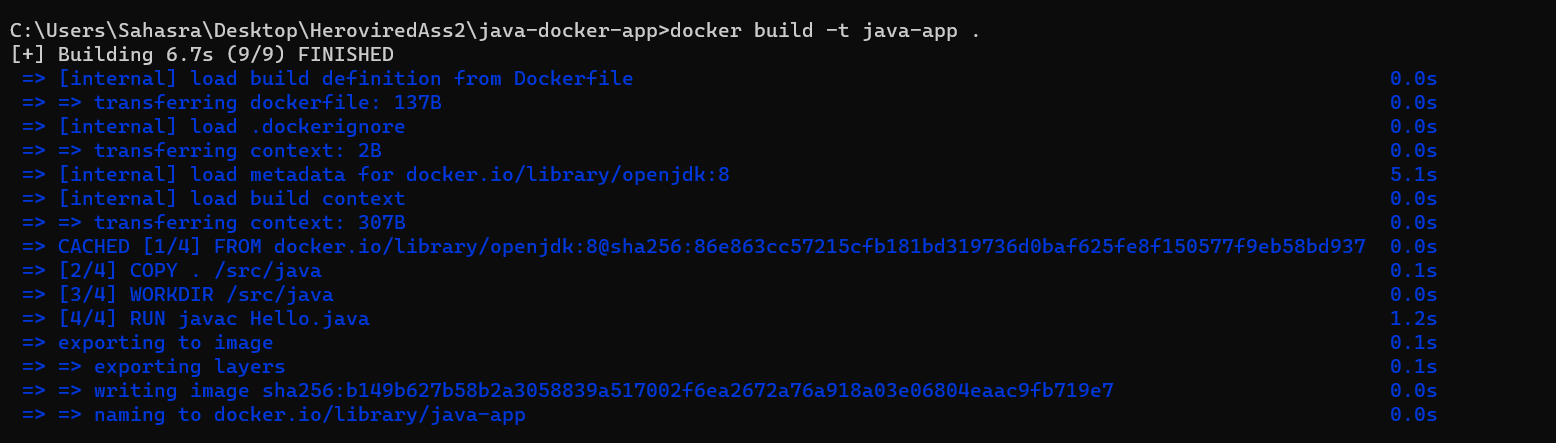 C:\Users\Sahasra\Desktop\HeroviredAss2\java-docker-app>docker build -t java-app .
[+] Building 6.7s (9/9) FINISHED
=> [internal] load build definition from Dockerfile 0.0s
=> => transferring dockerfile: 137B 0.0s
=> [internal] load .dockerignore 0.0s
=> => transferring context: 2B 0.0s
=> [internal] load metadata for docker.io/library/openjdk:8 5.1s
=> [internal] load build context 0.0s
=> => transferring context: 307B 0.0s
=> CACHED [1/4] FROM docker.io/library/openjdk:8@sha256:86e863cc57215cfb181bd319736d0baf625fe8f150577f9eb58bd937 0.0s
=> [2/4] COPY . /src/java 0.1s
=> [3/4] WORKDIR /src/java 0.0s
=> [4/4] RUN javac Hello.java 1.2s
=> exporting to image 0.1s
=> => exporting layers 0.1s
=> => writing image sha256:b149b627b58b2a3058839a517002f6ea2672a76a918a03e06804eaac9fb719e7 0.0s
=> => naming to docker.io/library/java-app 0.0s